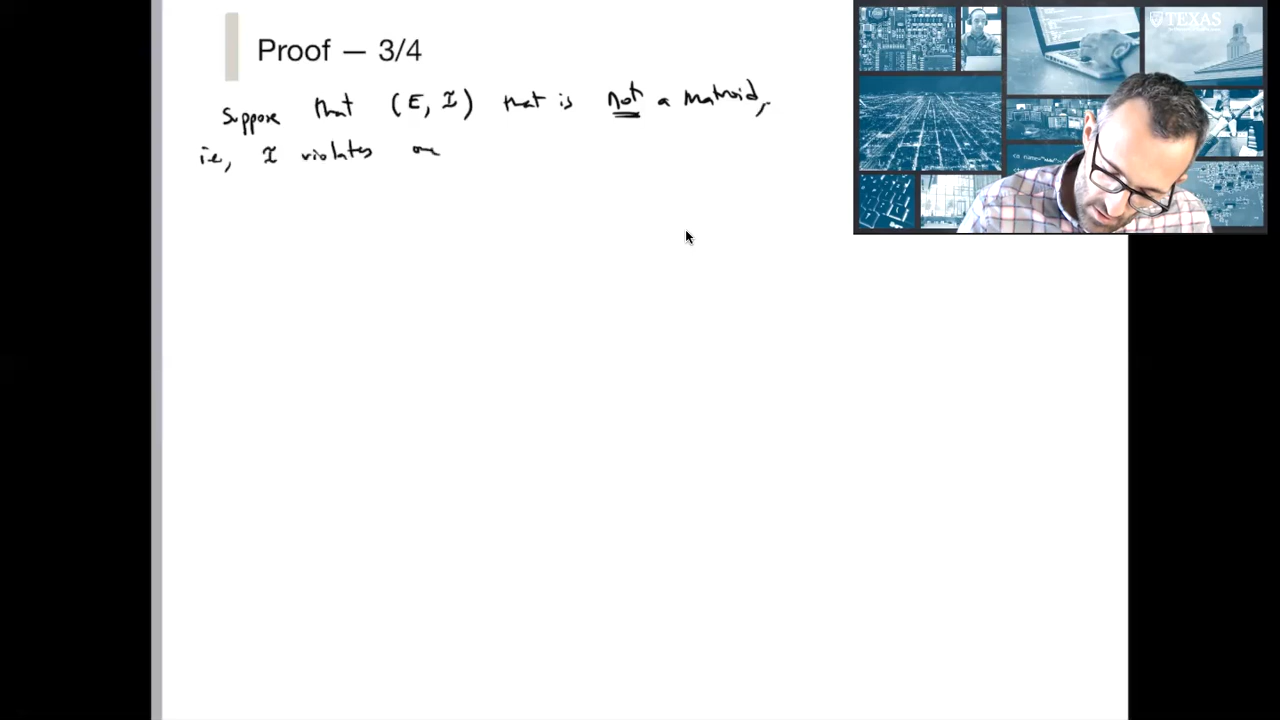 Proof — 3/4
Suppose that (E, I) that is not a matroid,
ie, I violates one
TEXAS